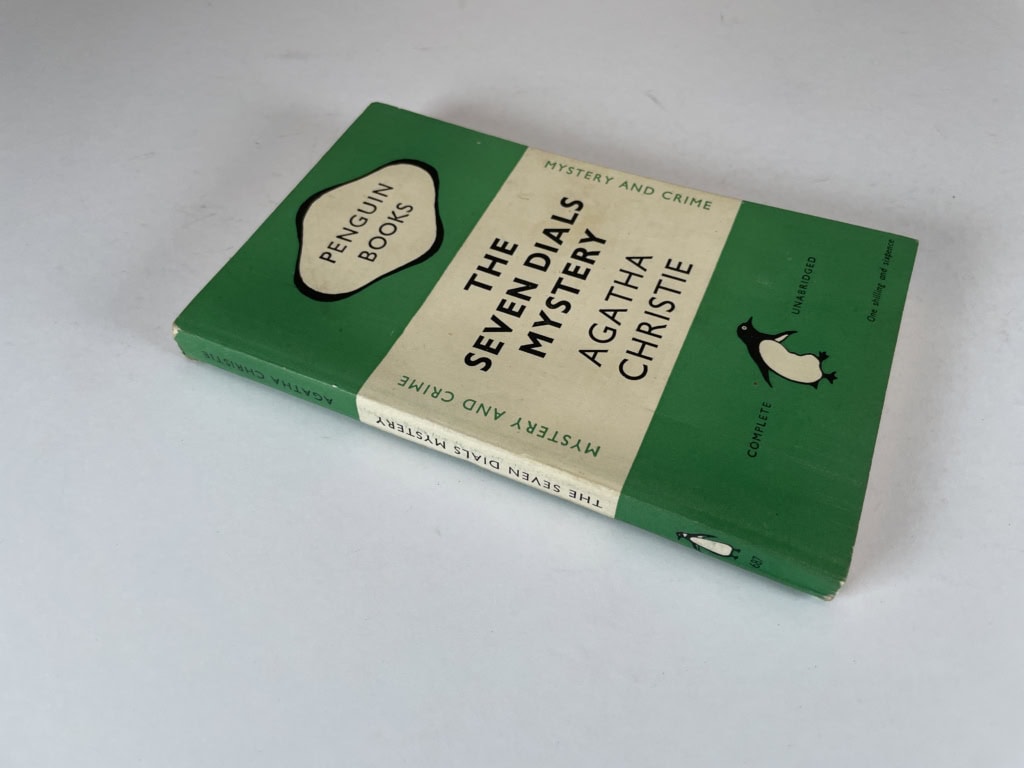 PENGUIN
BOOKS
MYSTERY AND CRIME
THE
SEVEN DIALS
MYSTERY
AGATHA
CHRISTIE
MYSTERY AND CRIME
COMPLETE
UNABRIDGED
One shilling and sixpence
AGATHA CHRISTIE
THE SEVEN DIALS MYSTERY
687